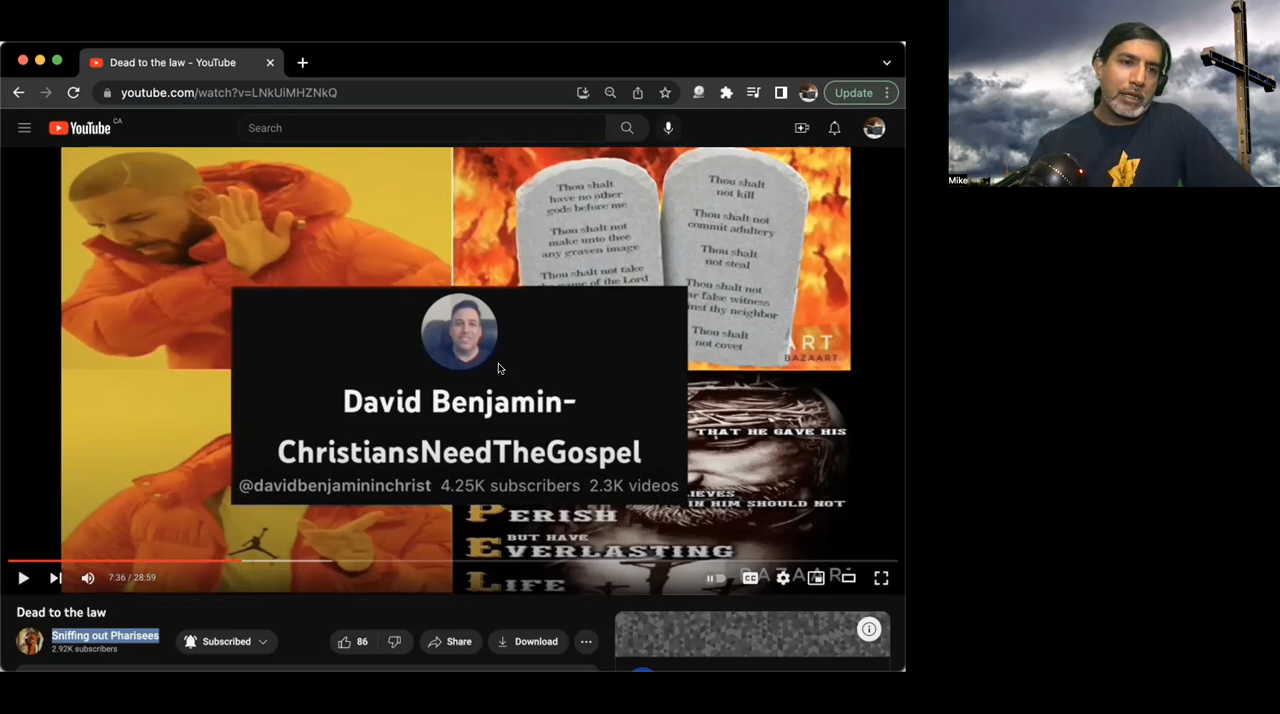 Dead to the law - YouTube
youtube.com/watch?v=LNkUiMHZNkQ
Update
YouTube CA
Search
Thou shalt
have no other
gods before me
Thou shalt not
make unto thee
any graven image
Thou shalt not take
name of the Lord
Thou shalt
not kill
Thou shalt not
commit adultery
Thou shalt
not steal
Thou shalt not
false witness
thy neighbor
Thou shalt
not covet
ART
BAZAART
David Benjamin-
ChristiansNeedTheGospel
@davidbenjamininchrist 4.25K subscribers 2.3K videos
THAT HE GAVE HIS
IN HIM SHOULD NOT
PERISH
BUT HAVE
EVERLASTING
LIFE
BAZAART
7:36 / 28:59
CC
Dead to the law
Sniffing out Pharisees
2.92K subscribers
Subscribed
86
Share
Download
Mike